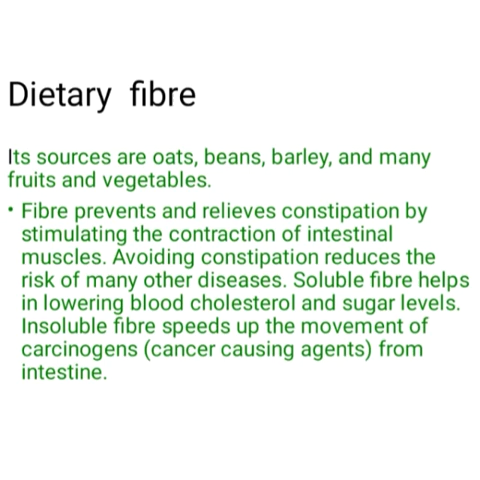 Dietary fibre
Its sources are oats, beans, barley, and many
fruits and vegetables.
• Fibre prevents and relieves constipation by
stimulating the contraction of intestinal
muscles. Avoiding constipation reduces the
risk of many other diseases. Soluble fibre helps
in lowering blood cholesterol and sugar levels.
Insoluble fibre speeds up the movement of
carcinogens (cancer causing agents) from
intestine.